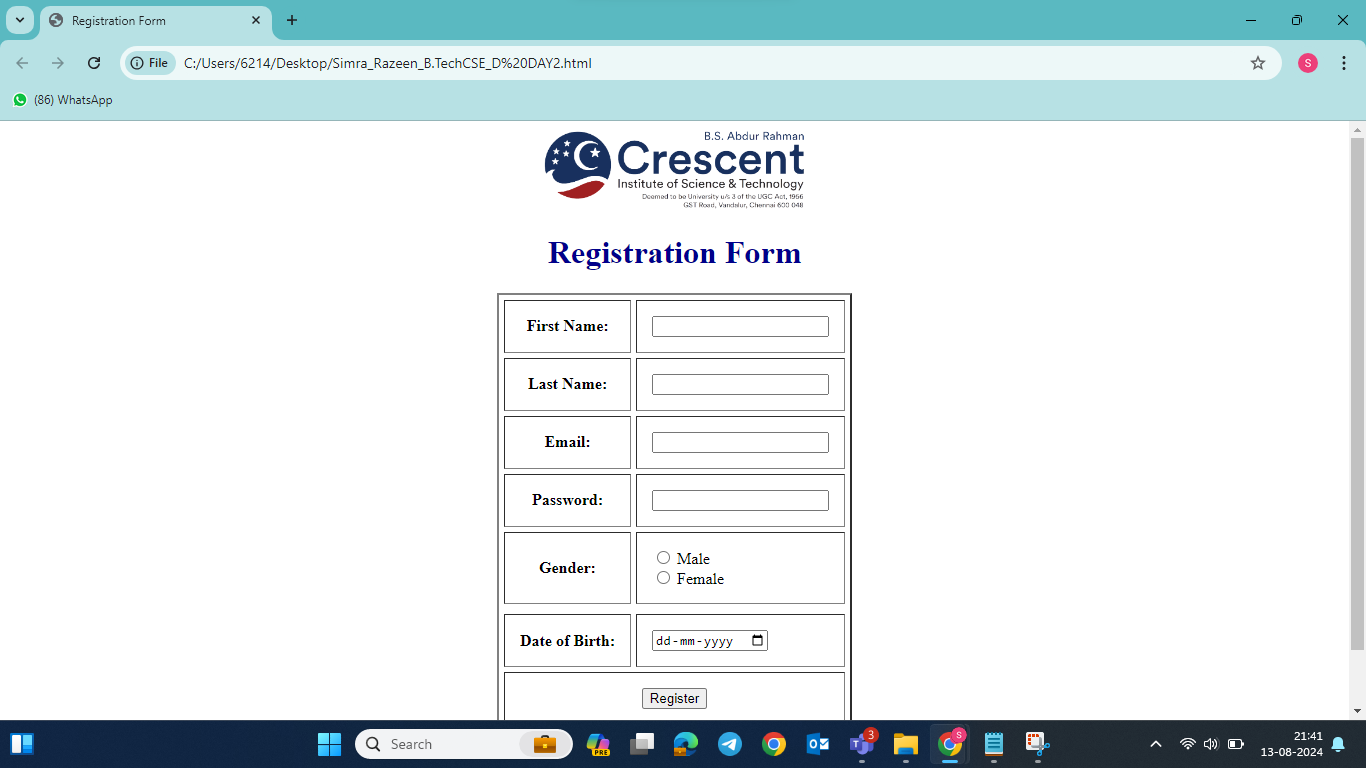 Registration Form
File
C:/Users/6214/Desktop/Simra_Razeen_B.TechCSE_D%20DAY2.html
S
(86) WhatsApp
B.S. Abdur Rahman
Crescent
Institute of Science & Technology
Deemed to be University u/s 3 of the UGC Act, 1956
GST Road, Vandalur, Chennai 600 048
Registration Form
First Name:
Last Name:
Email:
Password:
Gender:
Male
Female
Date of Birth:
dd-mm-yyyy
Register
Search
PRE
3
S
21:41
13-08-2024